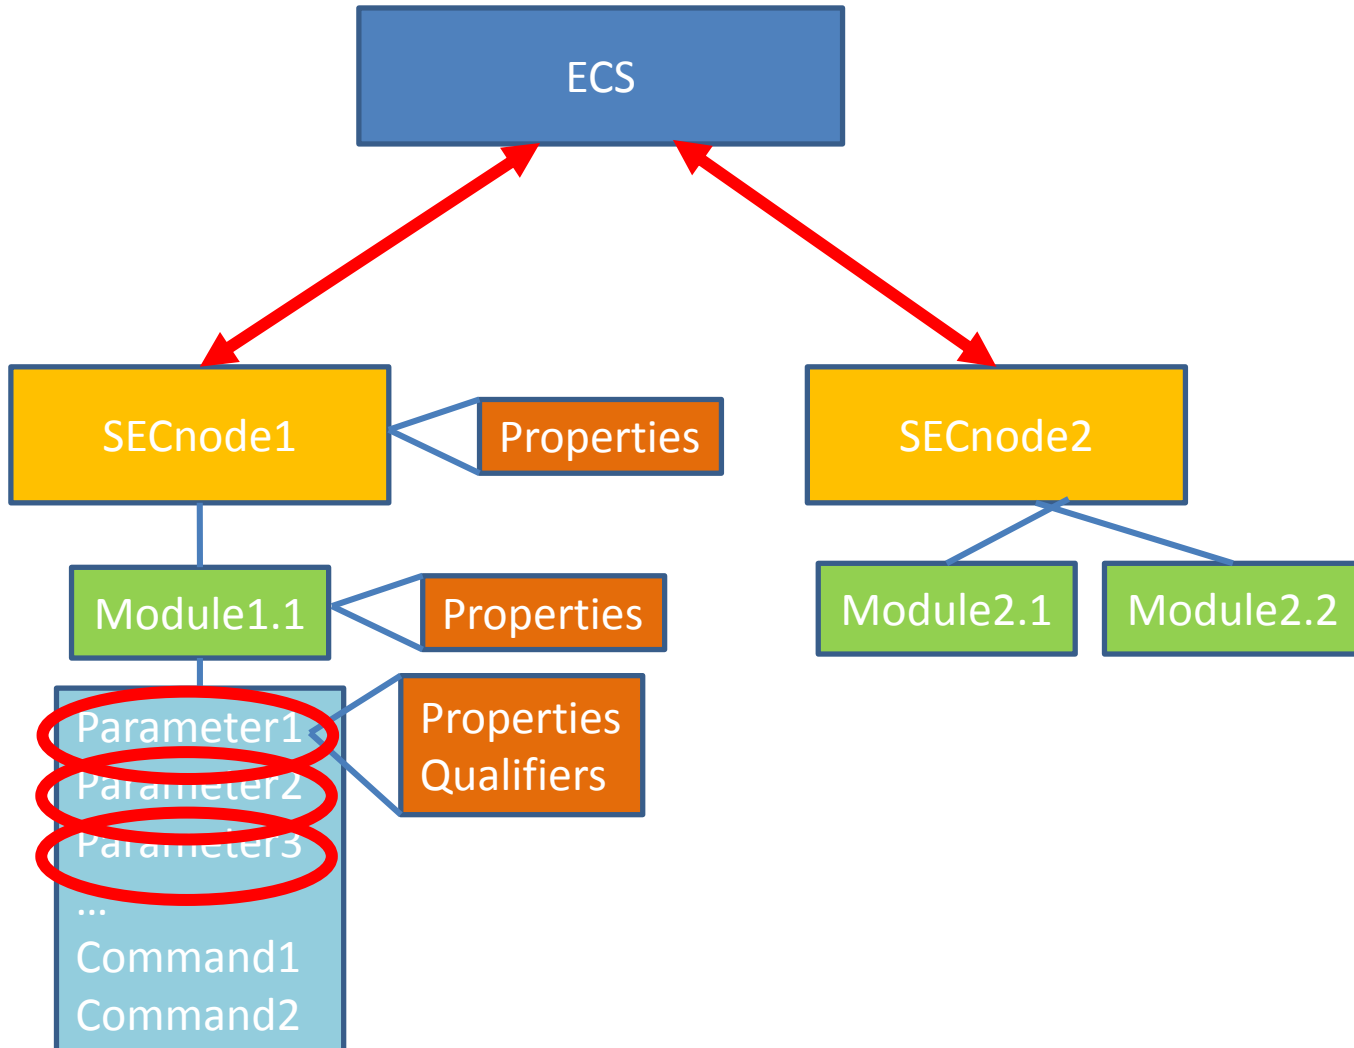 ECS
SECnode1
Properties
SECnode2
Module1.1
Properties
Module2.1
Module2.2
Parameter1
Parameter2
Parameter3
...
Command1
Command2
Properties
Qualifiers